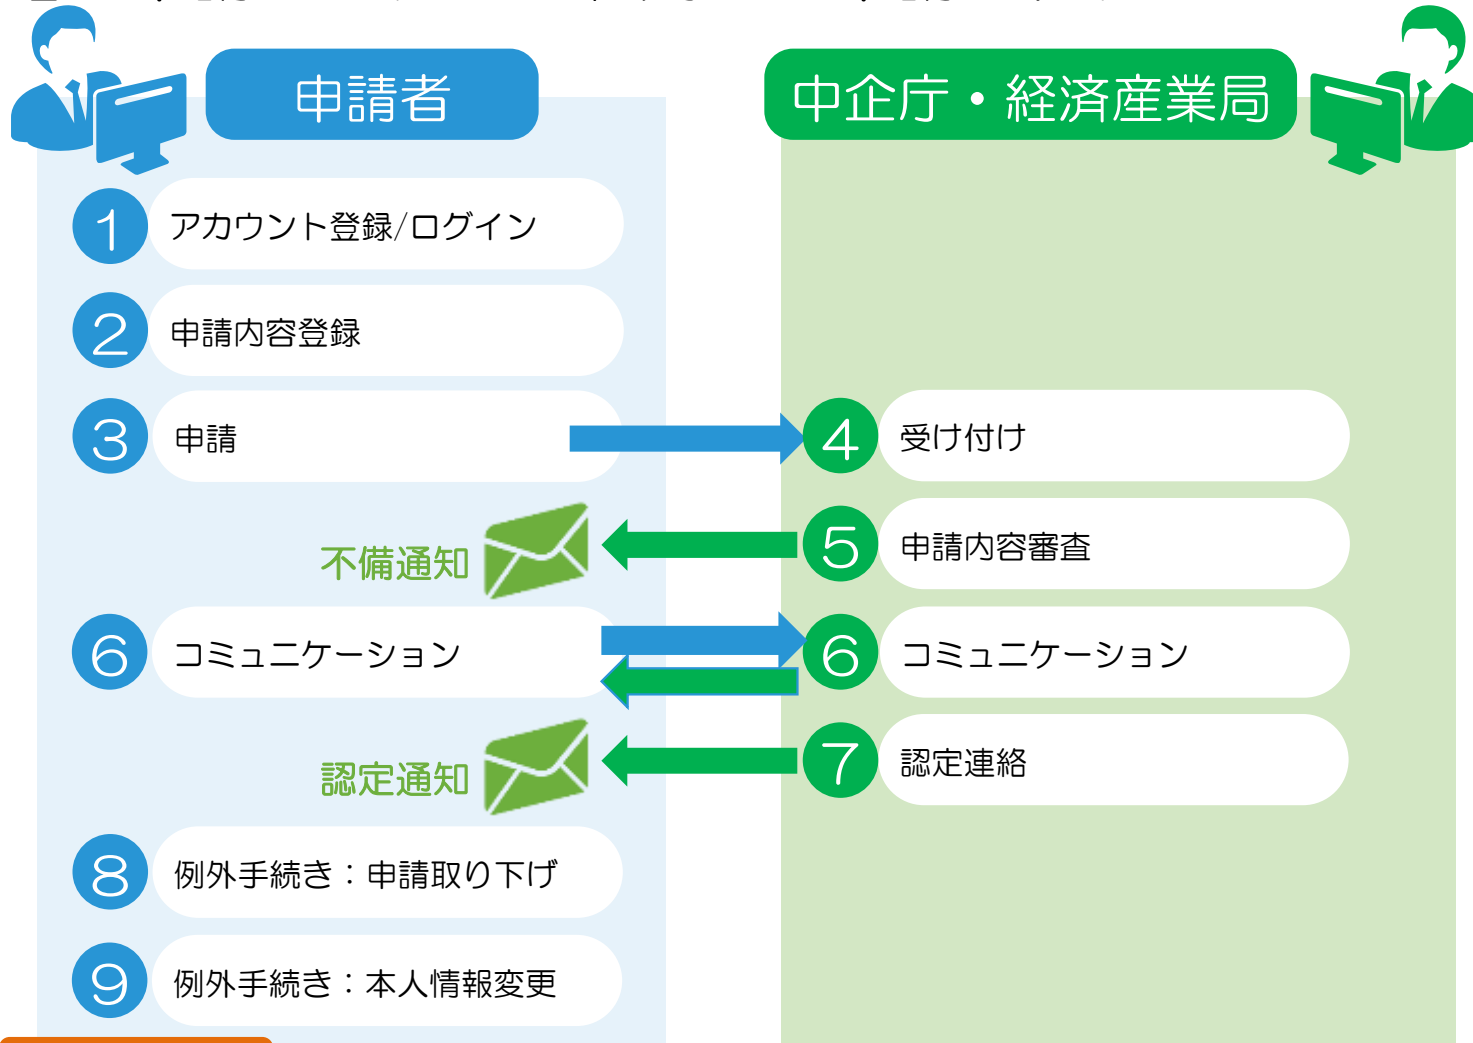 申請者
中企庁・経済産業局
1 アカウント登録/ログイン
2 申請内容登録
3 申請
4 受け付け
不備通知
5 申請内容審査
6 コミュニケーション
6 コミュニケーション
認定通知
7 認定連絡
8 例外手続き：申請取り下げ
9 例外手続き：本人情報変更